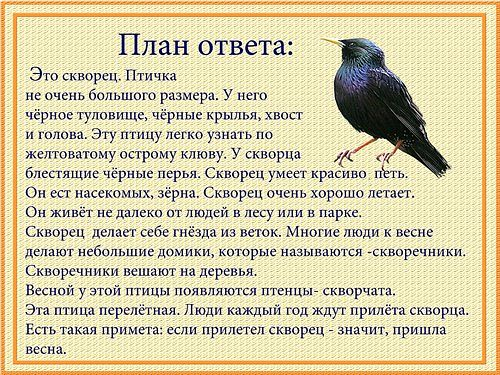 План ответа:
Это скворец. Птичка
не очень большого размера. У него
чёрное туловище, чёрные крылья, хвост
и голова. Эту птицу легко узнать по
желтоватому острому клюву. У скворца
блестящие чёрные перья. Скворец умеет красиво петь.
Он ест насекомых, зёрна. Скворец очень хорошо летает.
Он живёт не далеко от людей в лесу или в парке.
Скворец делает себе гнёзда из веток. Многие люди к весне
делают небольшие домики, которые называются -скворечники.
Скворечники вешают на деревья.
Весной у этой птицы появляются птенцы- скворчата.
Эта птица перелётная. Люди каждый год ждут прилёта скворца.
Есть такая примета: если прилетел скворец - значит, пришла
весна.